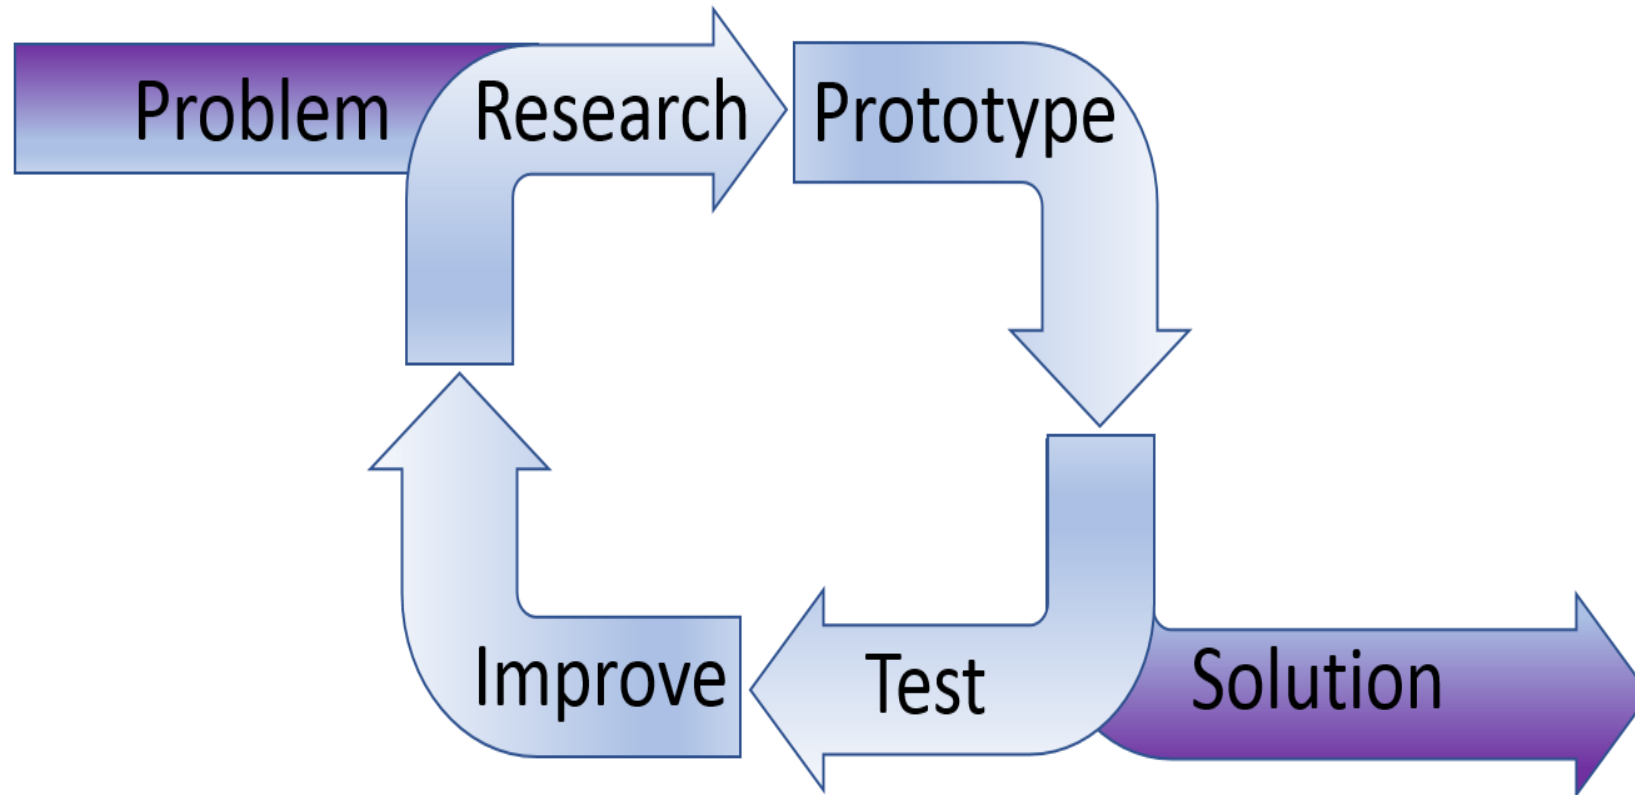 Problem
Research
Prototype
Improve
Test
Solution